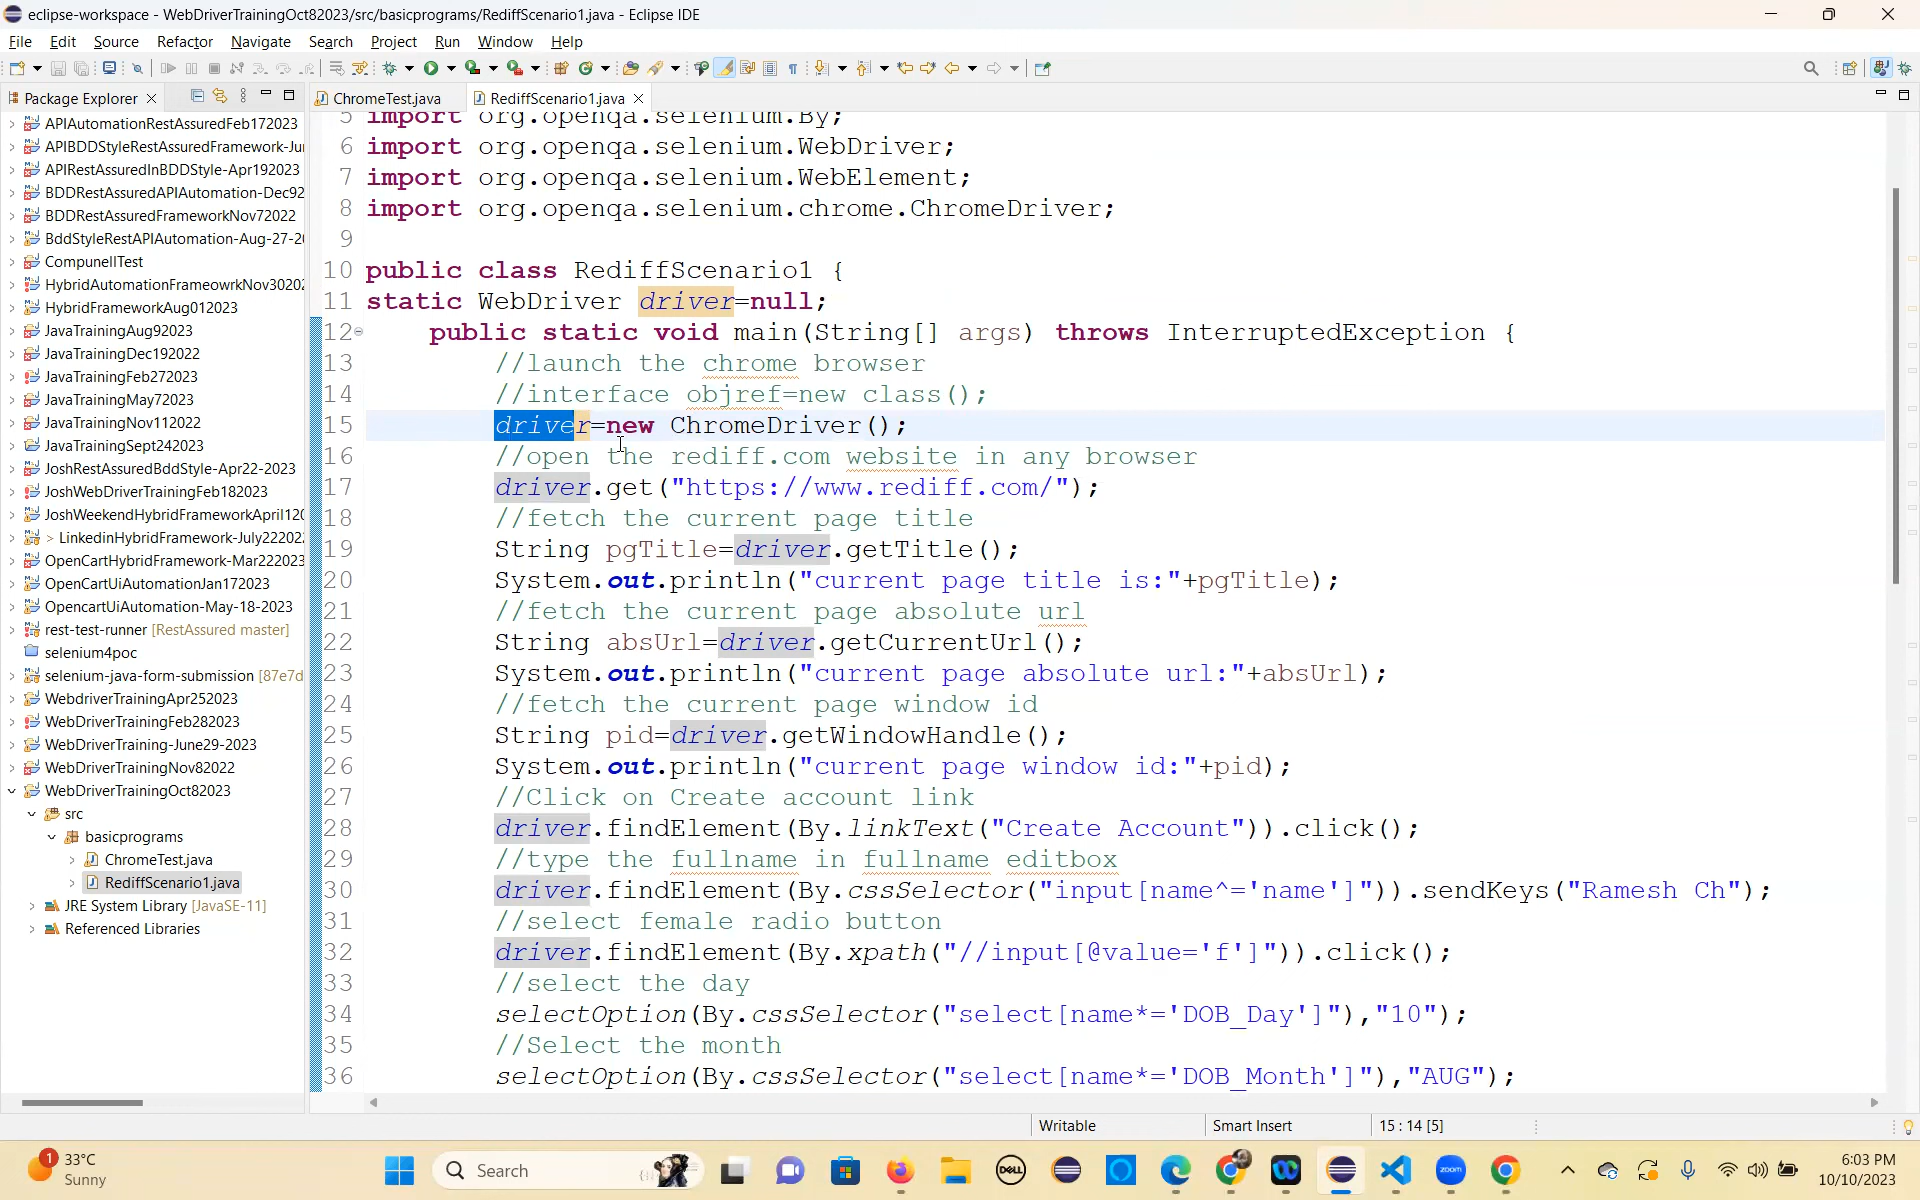 eclipse-workspace - WebDriverTrainingOct82023/src/basicprograms/RediffScenario1.java - Eclipse IDE
File Edit Source Refactor Navigate Search Project Run Window Help
Package Explorer
ChromeTest.java
RediffScenario1.java
APIAutomationRestAssuredFeb172023
APIBDDStyleRestAssuredFramework-Jun
APIRestAssuredInBDDStyle-Apr192023
BDDRestAssuredAPIAutomation-Dec92
BDDRestAssuredFrameworkNov72022
BddStyleRestAPIAutomation-Aug-27-20
CompunellTest
HybridAutomationFrameowrkNov30202
HybridFrameworkAug012023
JavaTrainingAug92023
JavaTrainingDec192022
JavaTrainingFeb272023
JavaTrainingMay72023
JavaTrainingNov112022
JavaTrainingSept242023
JoshRestAssuredBddStyle-Apr22-2023
JoshWebDriverTrainingFeb182023
JoshWeekendHybridFrameworkApril120
> LinkedinHybridFramework-July22202
OpenCartHybridFramework-Mar222023
OpenCartUiAutomationJan172023
OpencartUiAutomation-May-18-2023
rest-test-runner [RestAssured master]
selenium4poc
selenium-java-form-submission [87e7d
WebdriverTrainingApr252023
WebDriverTrainingFeb282023
WebDriverTraining-June29-2023
WebDriverTrainingNov82022
WebDriverTrainingOct82023
src
basicprograms
ChromeTest.java
RediffScenario1.java
JRE System Library [JavaSE-11]
Referenced Libraries
5 import org.openqa.selenium.By;
6 import org.openqa.selenium.WebDriver;
7 import org.openqa.selenium.WebElement;
8 import org.openqa.selenium.chrome.ChromeDriver;
9
10 public class RediffScenario1 {
11 static WebDriver driver=null;
12 public static void main(String[] args) throws InterruptedException {
13 //launch the chrome browser
14 //interface objref=new class();
15 driver=new ChromeDriver();
16 //open the rediff.com website in any browser
17 driver.get("https://www.rediff.com/");
18 //fetch the current page title
19 String pgTitle=driver.getTitle();
20 System.out.println("current page title is:"+pgTitle);
21 //fetch the current page absolute url
22 String absUrl=driver.getCurrentUrl();
23 System.out.println("current page absolute url:"+absUrl);
24 //fetch the current page window id
25 String pid=driver.getWindowHandle();
26 System.out.println("current page window id:"+pid);
27 //Click on Create account link
28 driver.findElement(By.linkText("Create Account")).click();
29 //type the fullname in fullname editbox
30 driver.findElement(By.cssSelector("input[name^='name']")).sendKeys("Ramesh Ch");
31 //select female radio button
32 driver.findElement(By.xpath("//input[@value='f']")).click();
33 //select the day
34 selectOption(By.cssSelector("select[name*='DOB_Day']"),"10");
35 //Select the month
36 selectOption(By.cssSelector("select[name*='DOB_Month']"),"AUG");
Writable
Smart Insert
15 : 14 [5]
1
33°C
Sunny
Search
DELL
zoom
6:03 PM
10/10/2023